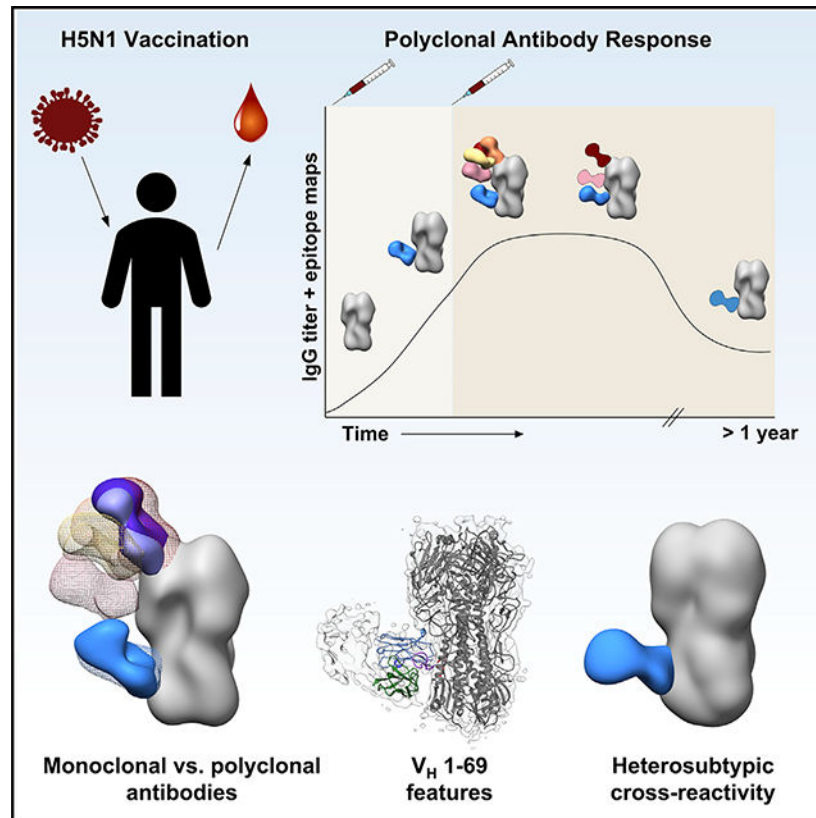 H5N1 Vaccination
Polyclonal Antibody Response
IgG titer + epitope maps
Time
> 1 year
Monoclonal vs. polyclonal
antibodies
VH 1-69
features
Heterosubtypic
cross-reactivity